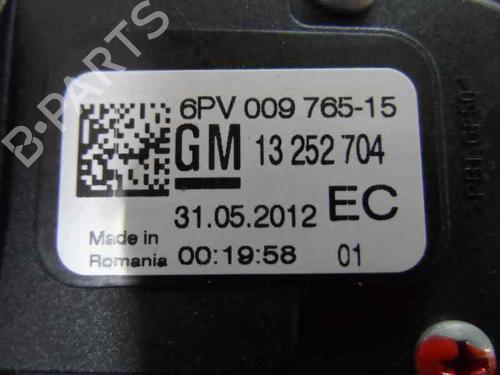 B-PARTS
6PV 009 765-15
GM 13 252 704
31.05.2012 EC
Made in
Romania 00:19:58 01